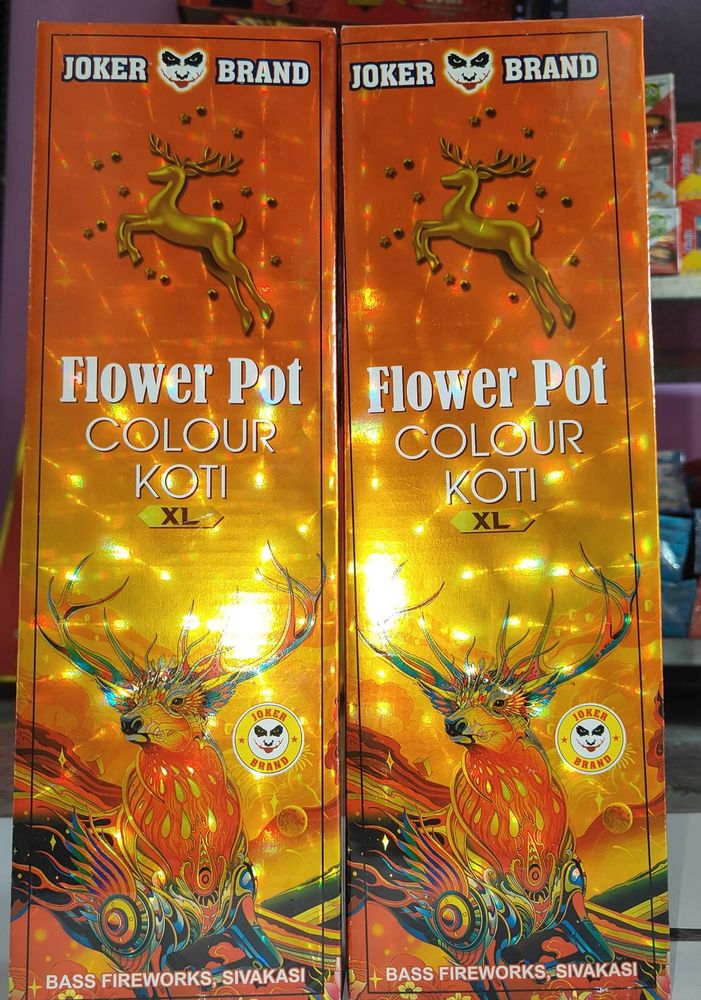 JOKER BRAND
Flower Pot
COLOUR
KOTI
XL
JOKER
BRAND
BASS FIREWORKS, SIVAKASI
JOKER BRAND
Flower Pot
COLOUR
KOTI
XL
JOKER
BRAND
BASS FIREWORKS, SIVAKASI